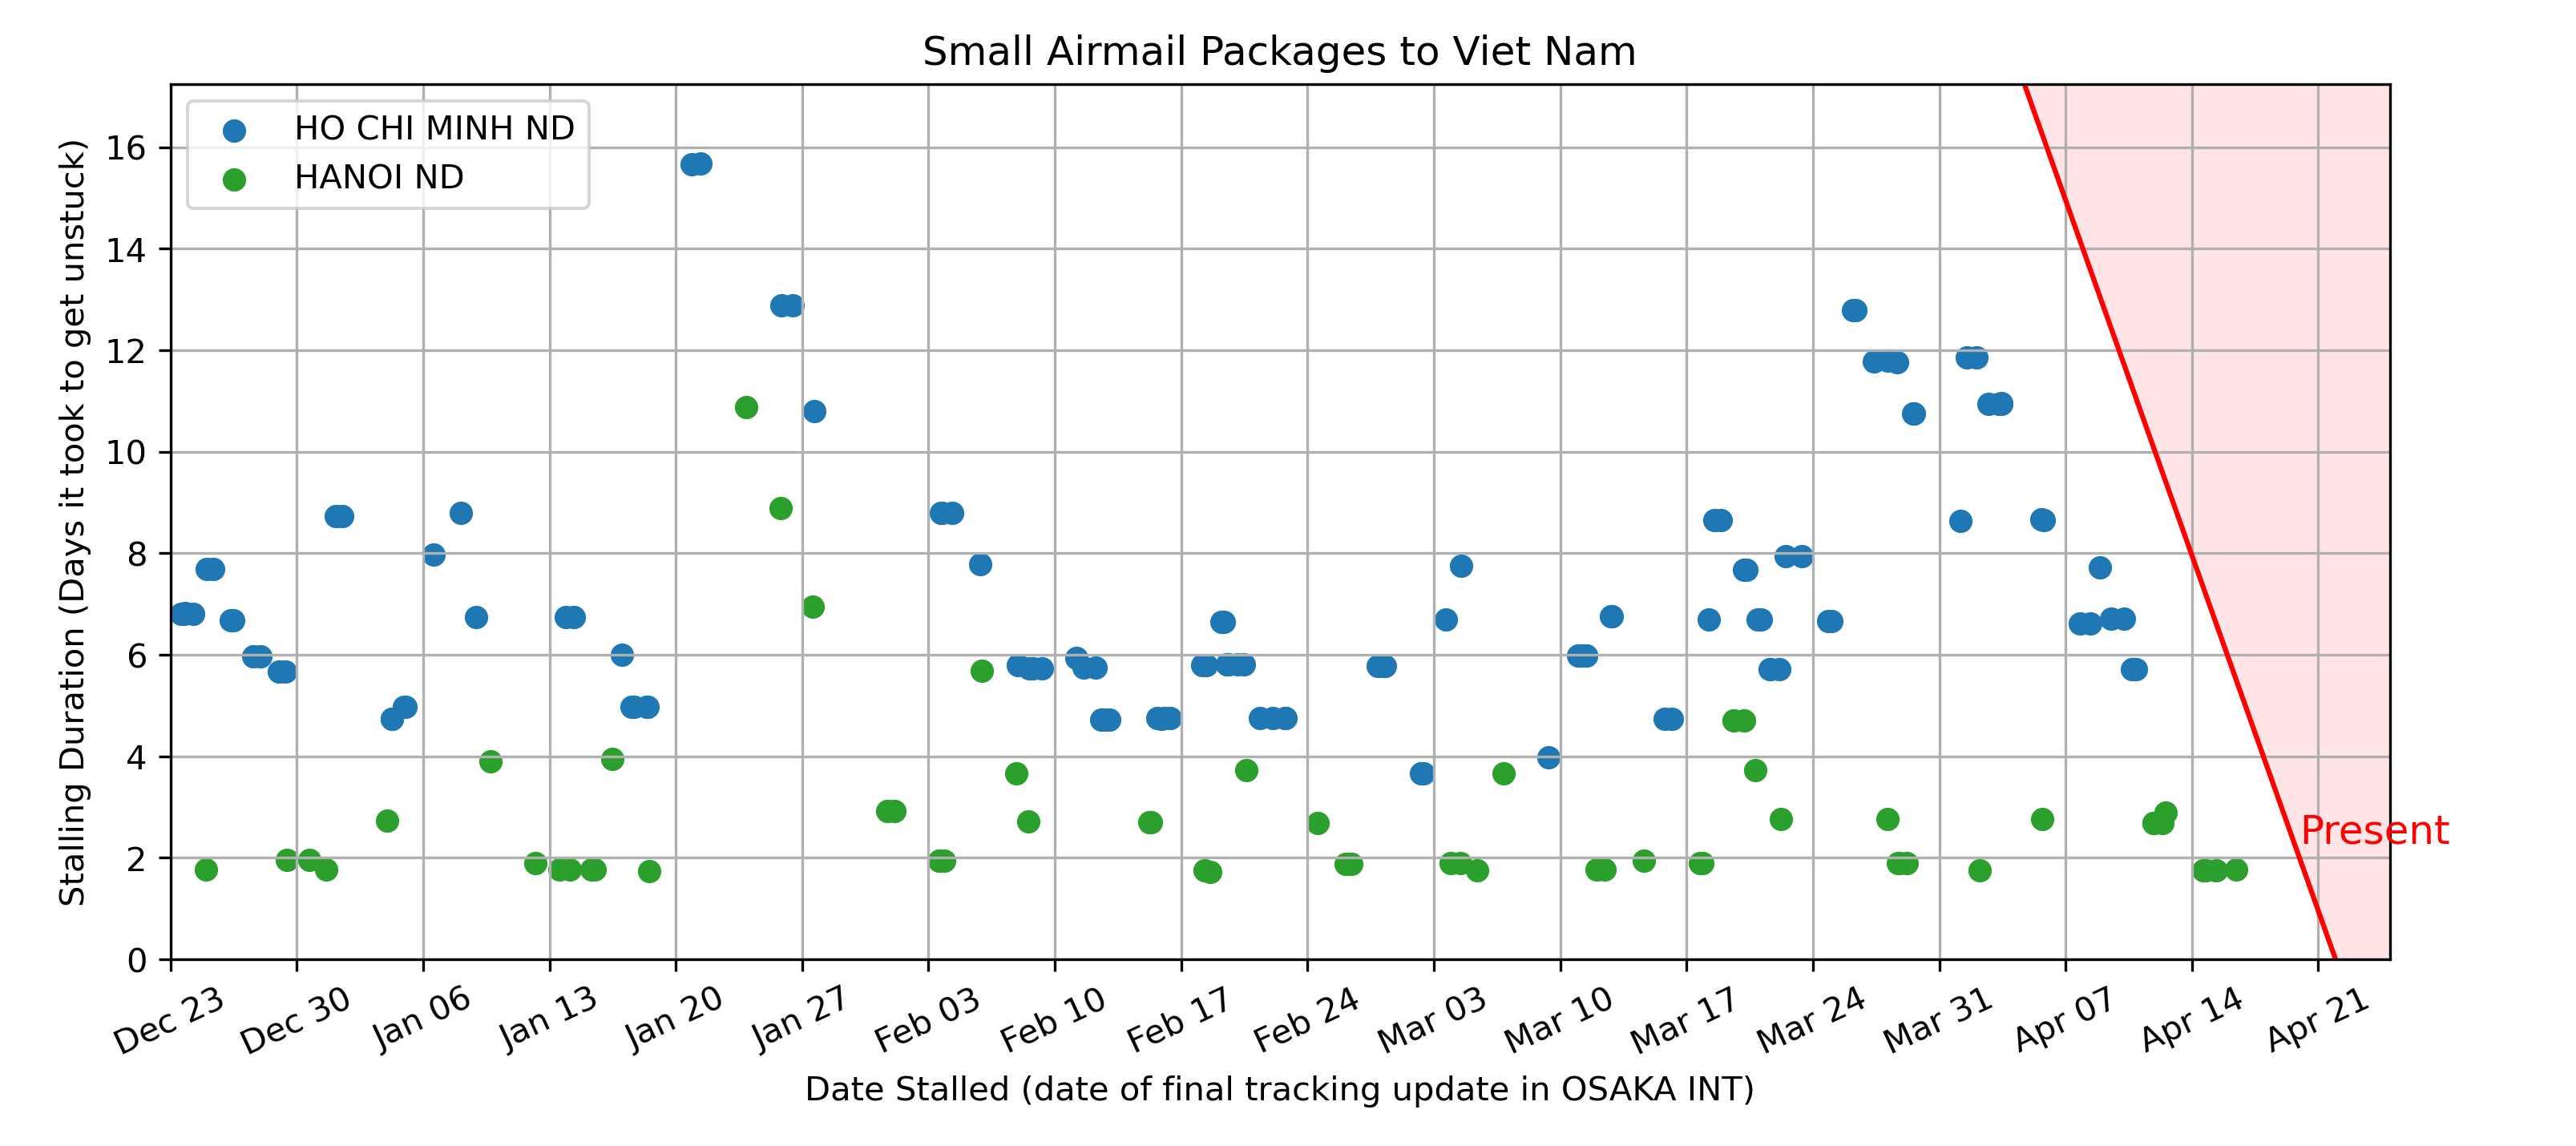 Small Airmail Packages to Viet Nam
HO CHI MINH ND
HANOI ND
Stalling Duration (Days it took to get unstuck)
16
14
12
10
8
6
4
2
0
Present
Dec 23
Dec 30
Jan 06
Jan 13
Jan 20
Jan 27
Feb 03
Feb 10
Feb 17
Feb 24
Mar 03
Mar 10
Mar 17
Mar 24
Mar 31
Apr 07
Apr 14
Apr 21
Date Stalled (date of final tracking update in OSAKA INT)